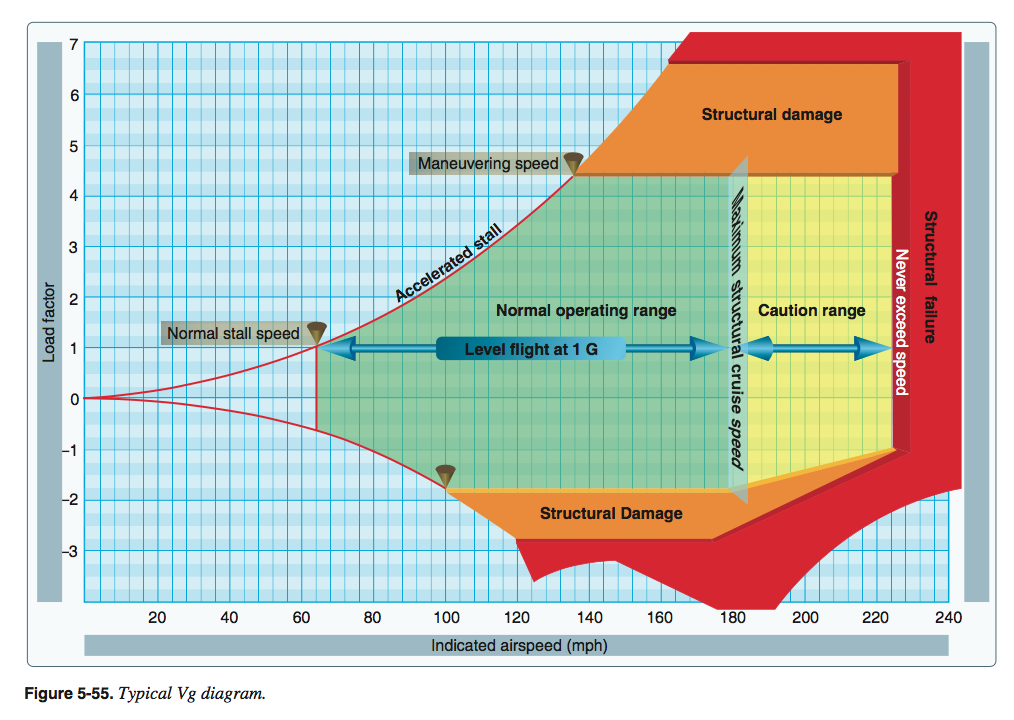 7
6
5
4
3
2
1
0
–1
–2
–3
Load factor
Structural damage
Maneuvering speed
Accelerated stall
Normal stall speed
Normal operating range
Caution range
Level flight at 1 G
Maximum structural cruise speed
Never exceed speed
Structural failure
Structural Damage
20 40 60 80 100 120 140 160 180 200 220 240
Indicated airspeed (mph)
Figure 5-55. Typical Vg diagram.